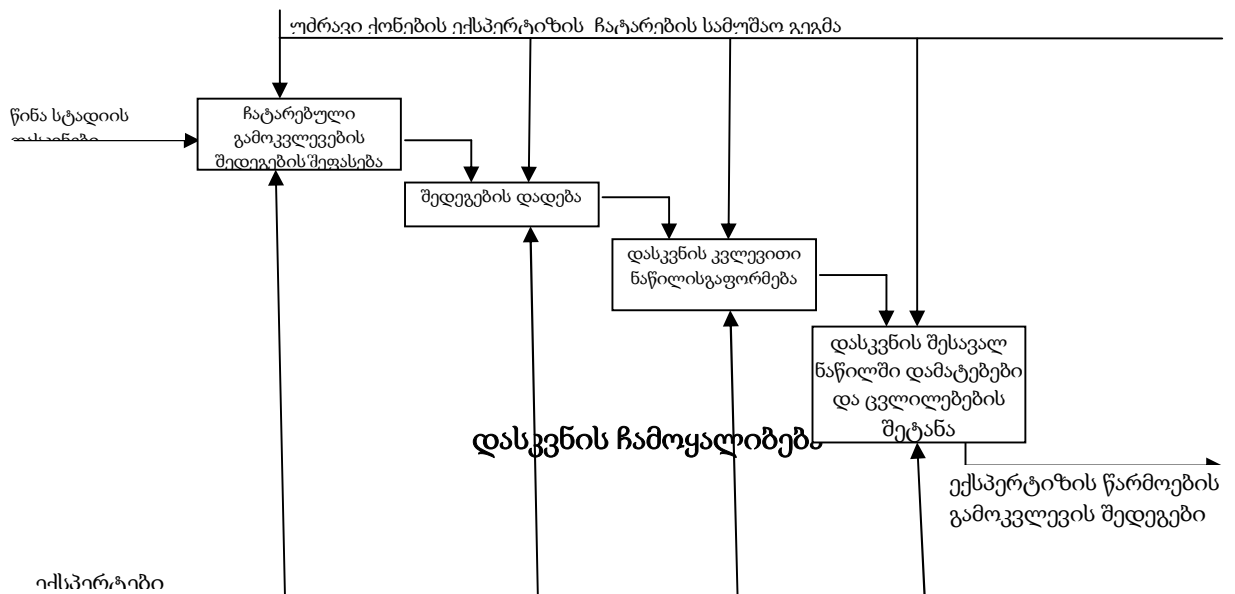 უძრავი ქონების ექსპერტიზის ჩატარების სამუშაო გეგმა
წინა სტადიის
დასკვნები
ჩატარებული
გამოკვლევების
შედეგების შეფასება
შედეგების დადება
დასკვნის კვლევითი
ნაწილისგაფორმება
დასკვნის შესავალ
ნაწილში დამატებები
და ცვლილებების
შეტანა
დასკვნის ჩამოყალიბება
ექსპერტიზის წარმოების
გამოკვლევის შედეგები
ექსპერტები